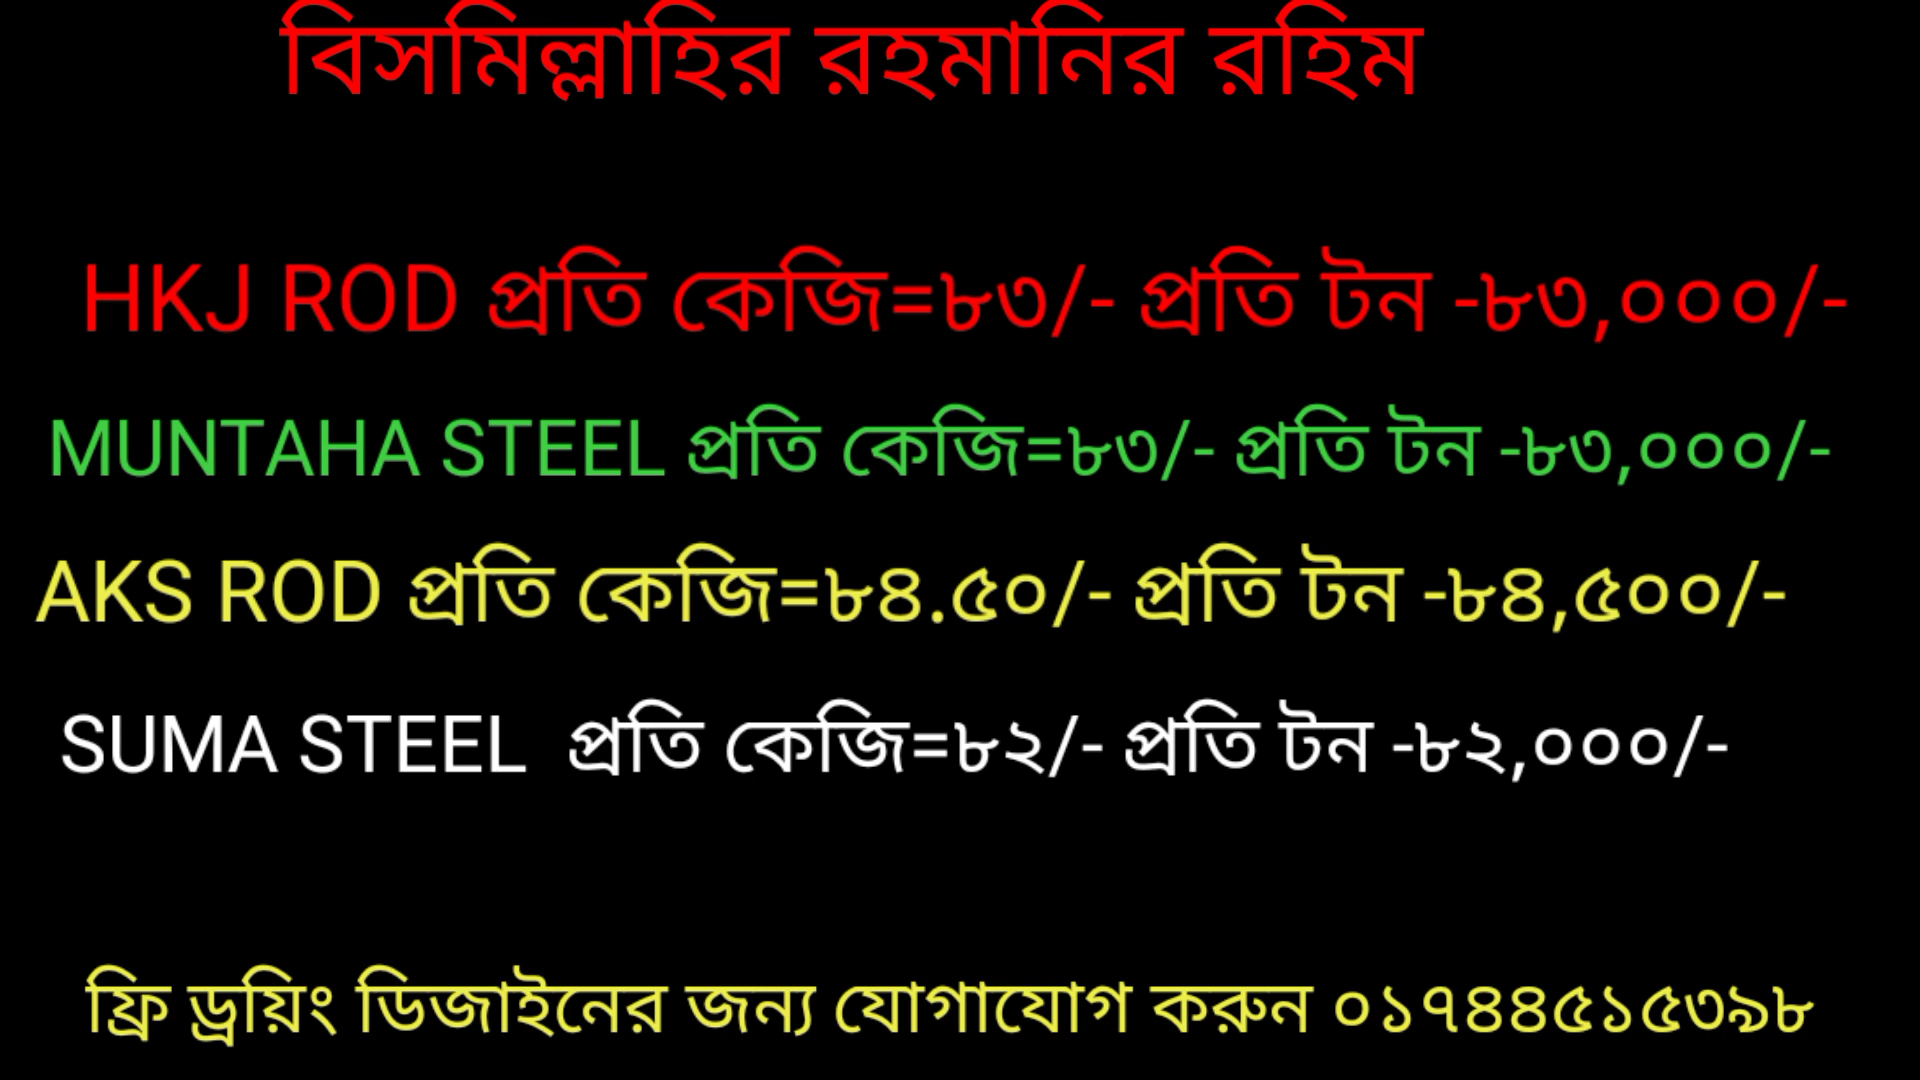 বিসমিল্লাহির রহমানির রহিম
HKJ ROD প্রতি কেজি=৮৩/- প্রতি টন -৮৩,০০০/-
MUNTAHA STEEL প্রতি কেজি=৮৩/- প্রতি টন -৮৩,০০০/-
AKS ROD প্রতি কেজি=৮৪.৫০/- প্রতি টন -৮৪,৫০০/-
SUMA STEEL প্রতি কেজি=৮২/- প্রতি টন -৮২,০০০/-
ফ্রি ড্রয়িং ডিজাইনের জন্য যোগাযোগ করুন ০১৭৪৪৫১৫৩৯৮